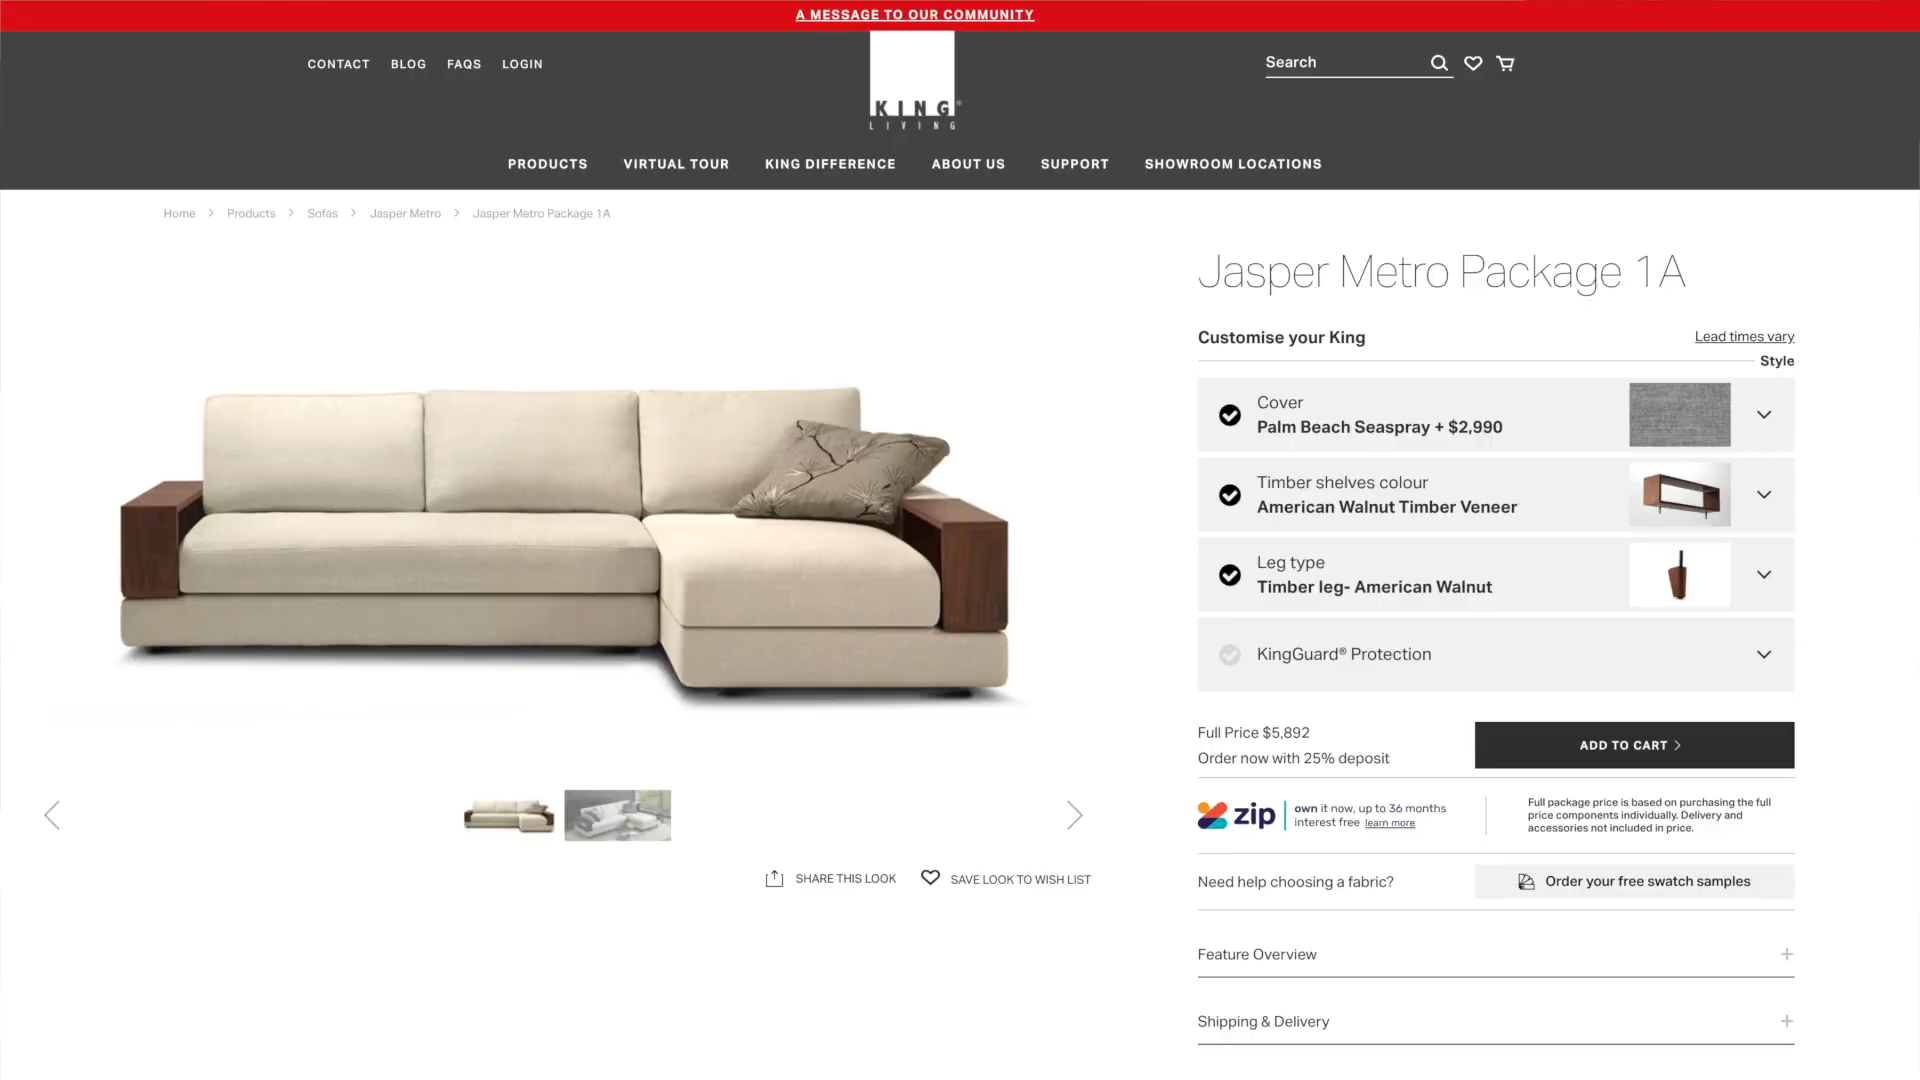 A MESSAGE TO OUR COMMUNITY
CONTACT BLOG FAQS LOGIN
KING®
LIVING
Search
PRODUCTS VIRTUAL TOUR KING DIFFERENCE ABOUT US SUPPORT SHOWROOM LOCATIONS
Home > Products > Sofas > Jasper Metro > Jasper Metro Package 1A
Jasper Metro Package 1A
Customise your King
Lead times vary
Style
Cover
Palm Beach Seaspray + $2,990
Timber shelves colour
American Walnut Timber Veneer
Leg type
Timber leg- American Walnut
KingGuard® Protection
Full Price $5,892
Order now with 25% deposit
ADD TO CART >
zip
own it now, up to 36 months
interest free learn more
Full package price is based on purchasing the full
price components individually. Delivery and
accessories not included in price.
SHARE THIS LOOK
SAVE LOOK TO WISH LIST
Need help choosing a fabric?
Order your free swatch samples
Feature Overview +
Shipping & Delivery +